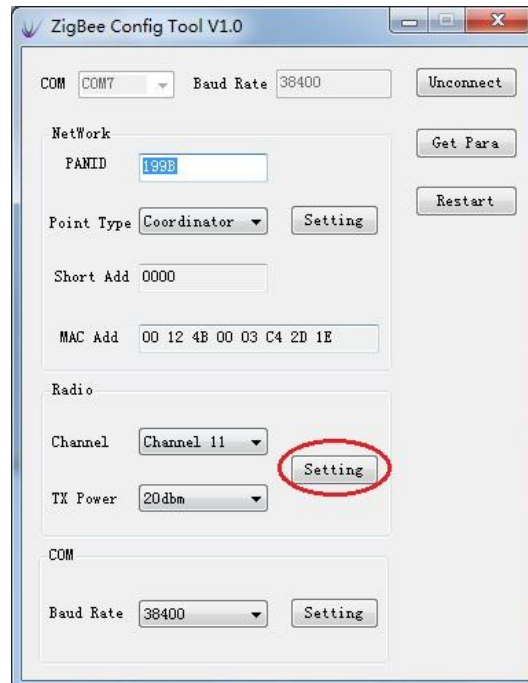 ZigBee Config Tool V1.0
COM COM7 Baud Rate 38400 Unconnect
NetWork
Get Para
PANID 199B
Restart
Point Type Coordinator Setting
Short Add 0000
MAC Add 00 12 4B 00 03 C4 2D 1E
Radio
Channel Channel 11
Setting
TX Power 20dbm
COM
Baud Rate 38400 Setting